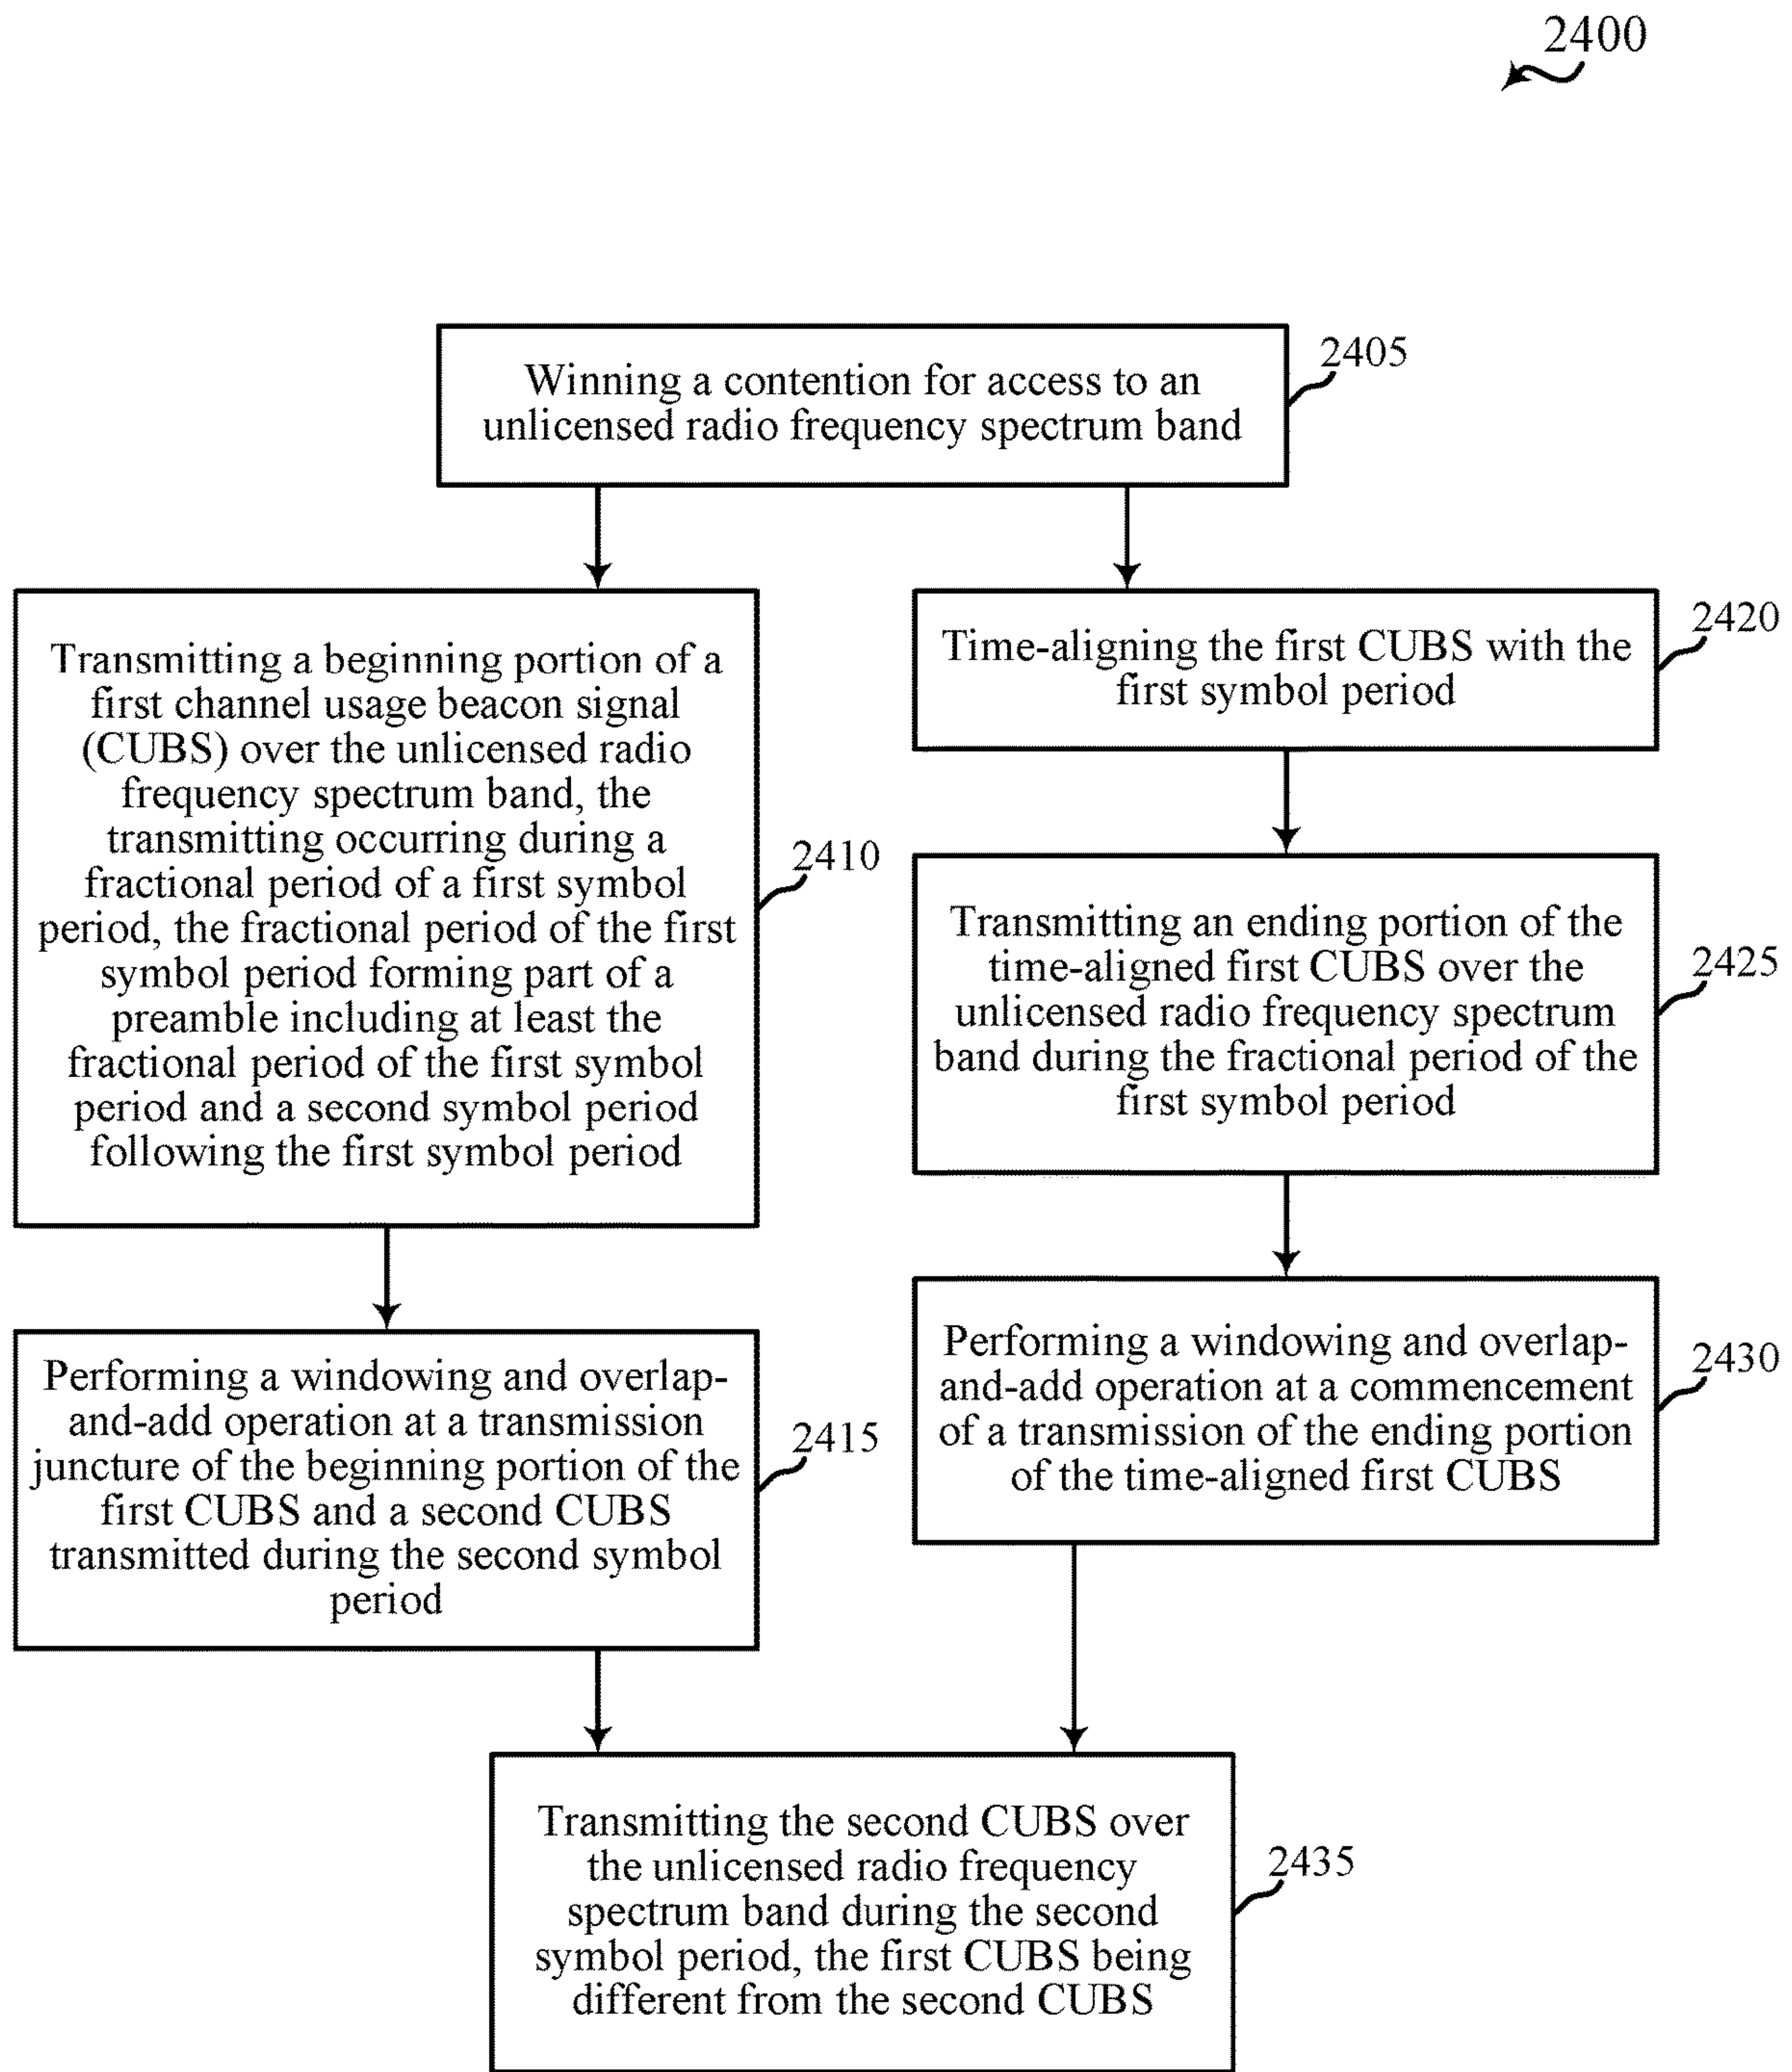 2400
Winning a contention for access to an
unlicensed radio frequency spectrum band
2405
Transmitting a beginning portion of a
first channel usage beacon signal
(CUBS) over the unlicensed radio
frequency spectrum band, the
transmitting occurring during a
fractional period of a first symbol
period, the fractional period of the first
symbol period forming part of a
preamble including at least the
fractional period of the first symbol
period and a second symbol period
following the first symbol period
2410
Performing a windowing and overlap-
and-add operation at a transmission
juncture of the beginning portion of the
first CUBS and a second CUBS
transmitted during the second symbol
period
2415
Time-aligning the first CUBS with the
first symbol period
2420
Transmitting an ending portion of the
time-aligned first CUBS over the
unlicensed radio frequency spectrum
band during the fractional period of the
first symbol period
2425
Performing a windowing and overlap-
and-add operation at a commencement
of a transmission of the ending portion
of the time-aligned first CUBS
2430
Transmitting the second CUBS over
the unlicensed radio frequency
spectrum band during the second
symbol period, the first CUBS being
different from the second CUBS
2435